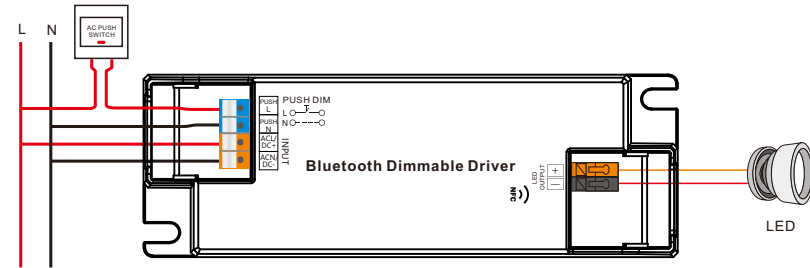 L N
AC PUSH
SWITCH
PUSH
L
PUSH
N
ACL/
DC+
ACN/
DC-
INPUT
PUSH DIM
L
N
Bluetooth Dimmable Driver
NFC
LED
OUTPUT
+
—
LED